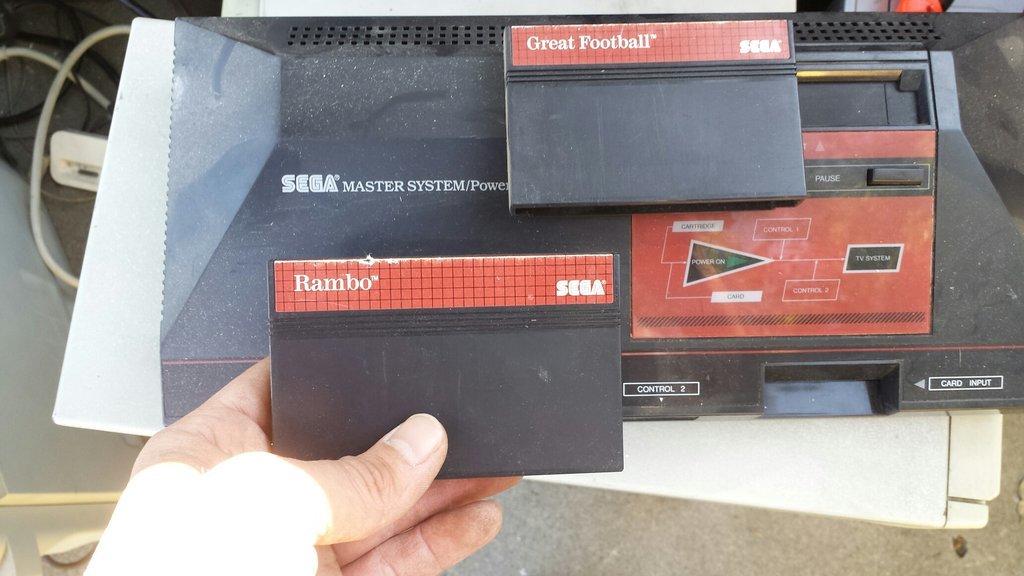 Great Football™ SEGA®
SEGA® MASTER SYSTEM/Power
PAUSE
CARTRIDGE
CONTROL 1
POWER ON
TV SYSTEM
CARD
CONTROL 2
Rambo™ SEGA®
CONTROL 2
CARD INPUT